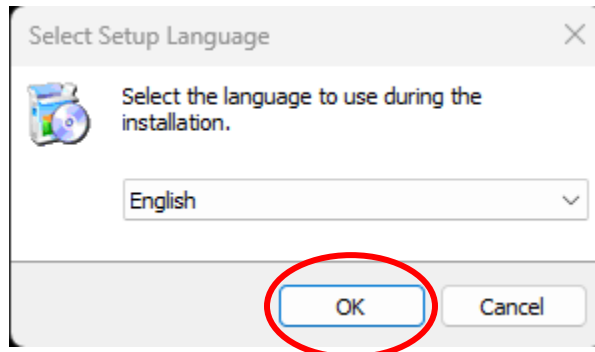 Select Setup Language
Select the language to use during the
installation.
English
OK
Cancel